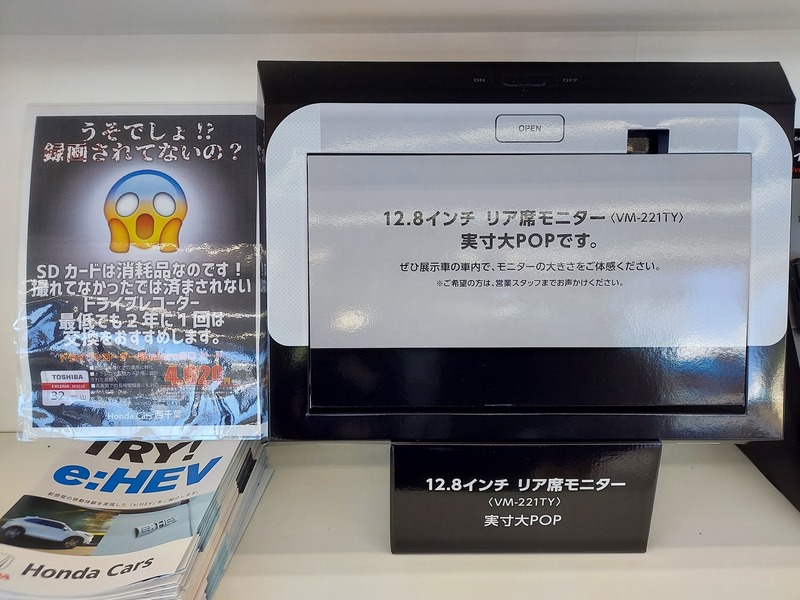 うそでしょ!?
録画されてないの?
SDカードは消耗品なのです!
撮れてなかったでは済まされない
ドライブレコーダー
最低でも2年に1回は
交換をおすすめします。
TOSHIBA
EXCERIA
32
Honda Cars 西千葉
TRY!
e:HEV
e:HEV
Honda Cars
ON
OFF
OPEN
12.8インチ リア席モニター〈VM-221TY〉
実寸大POPです。
ぜひ展示車の車内で、モニターの大きさをご体感ください。
※ご希望の方は、営業スタッフまでお声かけください。
12.8インチ リア席モニター
〈VM-221TY〉
実寸大POP